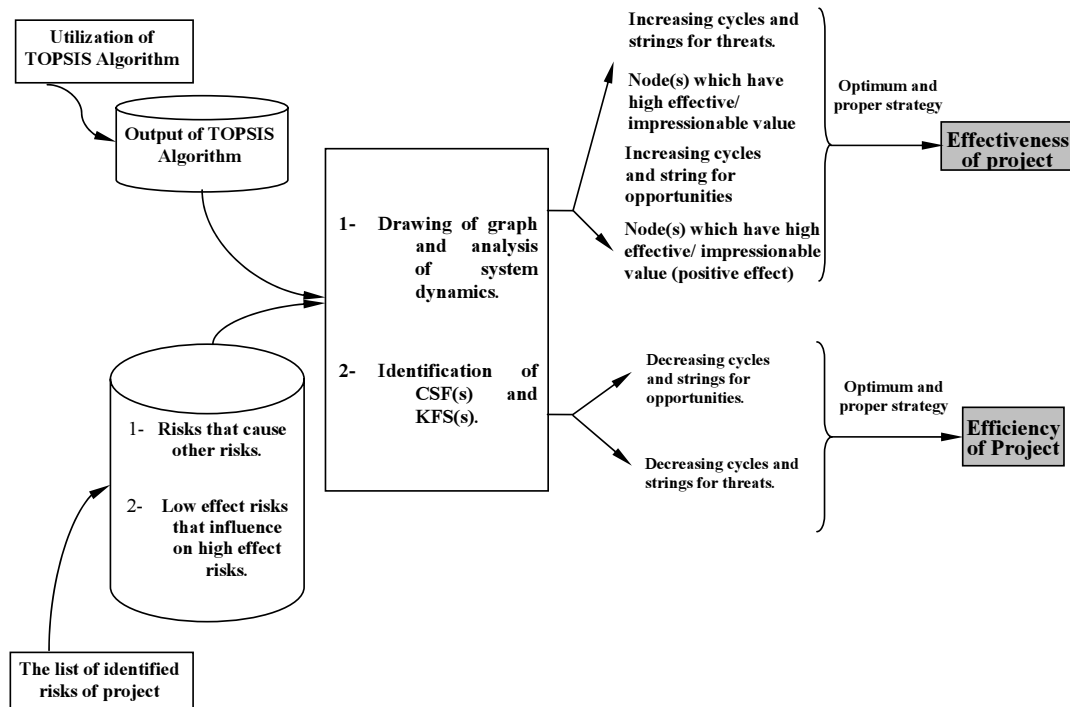 Utilization of
TOPSIS Algorithm
Output of TOPSIS
Algorithm
1- Risks that cause
other risks.
2- Low effect risks
that influence
on high effect
risks.
The list of identified
risks of project
1- Drawing of graph
and analysis
of system
dynamics.
2- Identification of
CSF(s) and
KFS(s).
Increasing cycles and
strings for threats.
Node(s) which have
high effective/
impressionable value
Increasing cycles
and string for
opportunities
Node(s) which have high
effective/ impressionable
value (positive effect)
Optimum and
proper strategy
Effectiveness
of project
Decreasing cycles
and strings for
opportunities.
Decreasing cycles and
strings for threats.
Optimum and
proper strategy
Efficiency
of Project